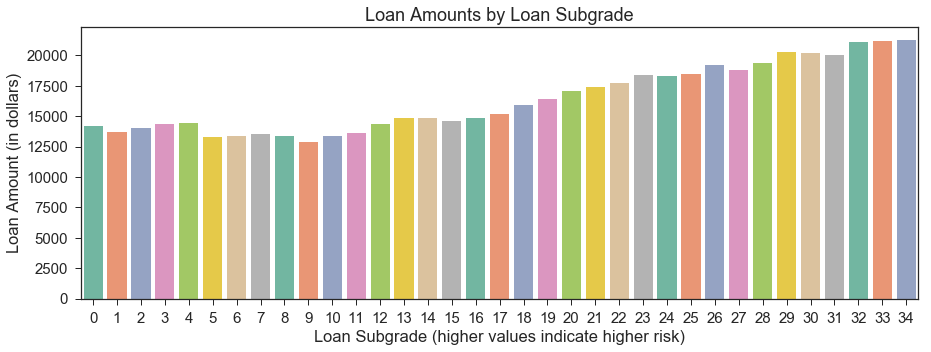 Loan Amounts by Loan Subgrade
Loan Amount (in dollars)
20000
17500
15000
12500
10000
7500
5000
2500
0
0 1 2 3 4 5 6 7 8 9 10 11 12 13 14 15 16 17 18 19 20 21 22 23 24 25 26 27 28 29 30 31 32 33 34
Loan Subgrade (higher values indicate higher risk)